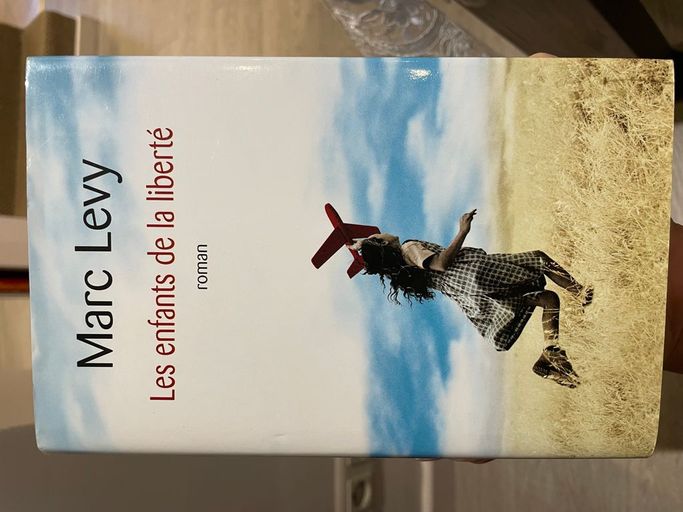 Marc Levy
Les enfants de la liberté
roman